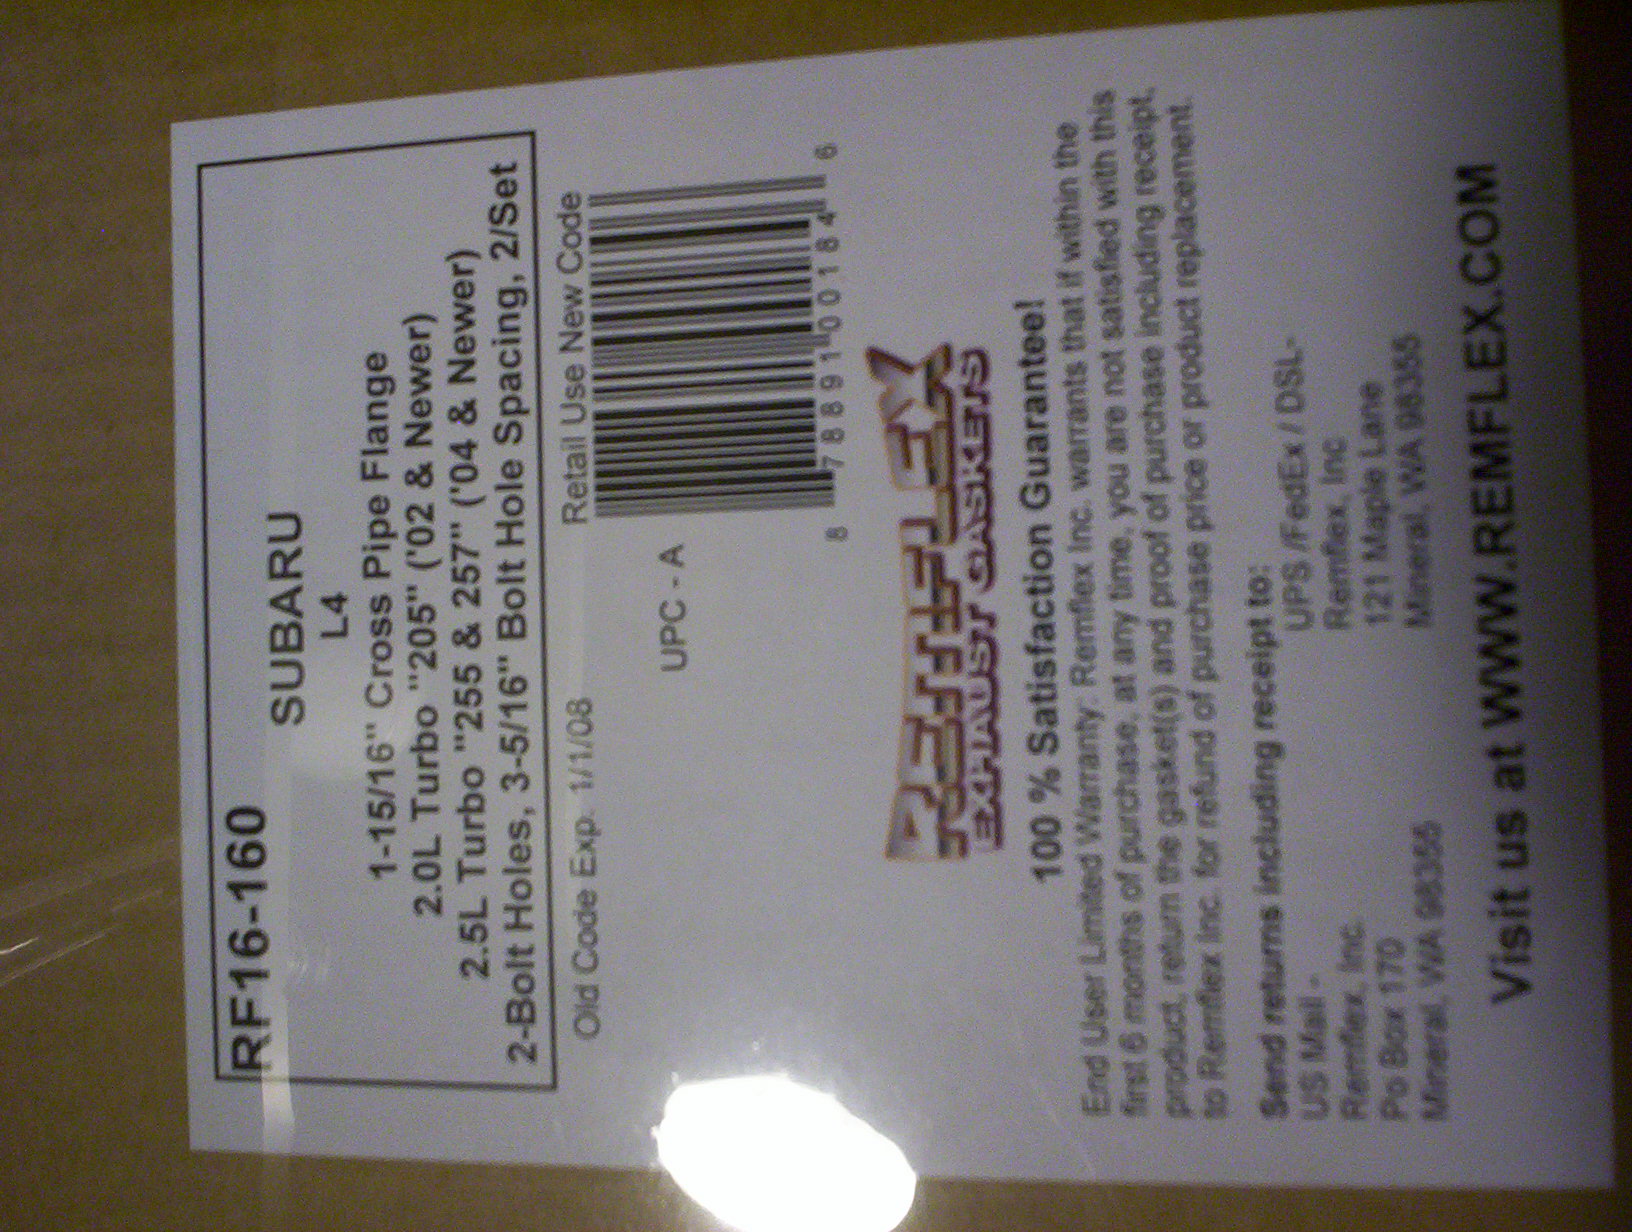 RF16-160
SUBARU
L4
1-15/16" Cross Pipe Flange
2.0L Turbo "205" ('02 & Newer)
2.5L Turbo "255 & 257" ('04 & Newer)
2-Bolt Holes, 3-5/16" Bolt Hole Spacing, 2/Set
Old Code Exp. 1/1/08 Retail Use New Code
UPC - A
8 78891 00184 6
REMFLEX
EXHAUST GASKETS
100 % Satisfaction Guarantee!
End User Limited Warranty: Remflex Inc. warrants that if within the
first 6 months of purchase, at any time, you are not satisfied with this
product, return the gasket(s) and proof of purchase including receipt,
to Remflex Inc. for refund of purchase price or product replacement.
Send returns including receipt to:
US Mail - UPS /FedEx / DSL-
Remflex, Inc. Remflex, Inc
Po Box 170 121 Maple Lane
Mineral, WA 98355 Mineral, WA 98355
Visit us at WWW.REMFLEX.COM